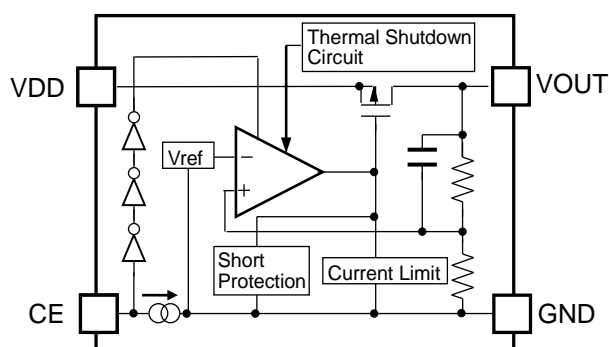 Thermal Shutdown
Circuit
VDD
VOUT
Vref
−
+
Short
Protection
Current Limit
CE
GND